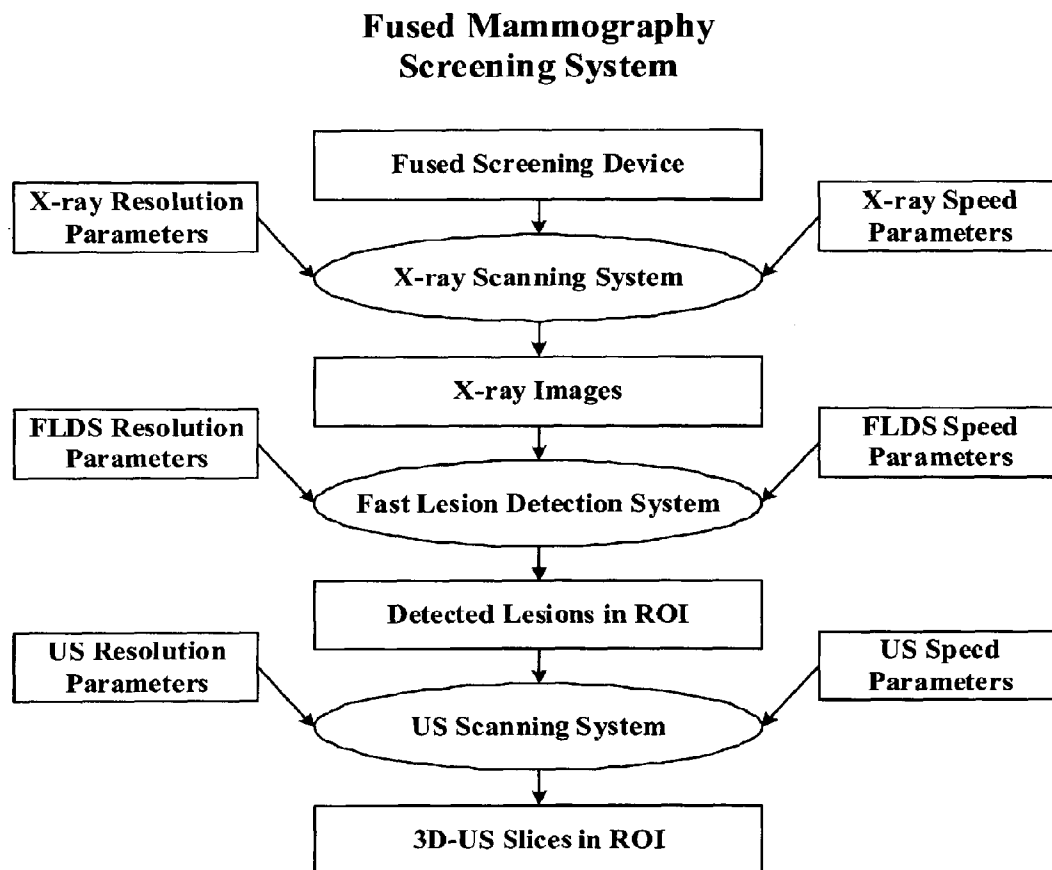 Fused Mammography
Screening System
Fused Screening Device
X-ray Resolution
Parameters
X-ray Speed
Parameters
X-ray Scanning System
X-ray Images
FLDS Resolution
Parameters
FLDS Speed
Parameters
Fast Lesion Detection System
Detected Lesions in ROI
US Resolution
Parameters
US Speed
Parameters
US Scanning System
3D-US Slices in ROI